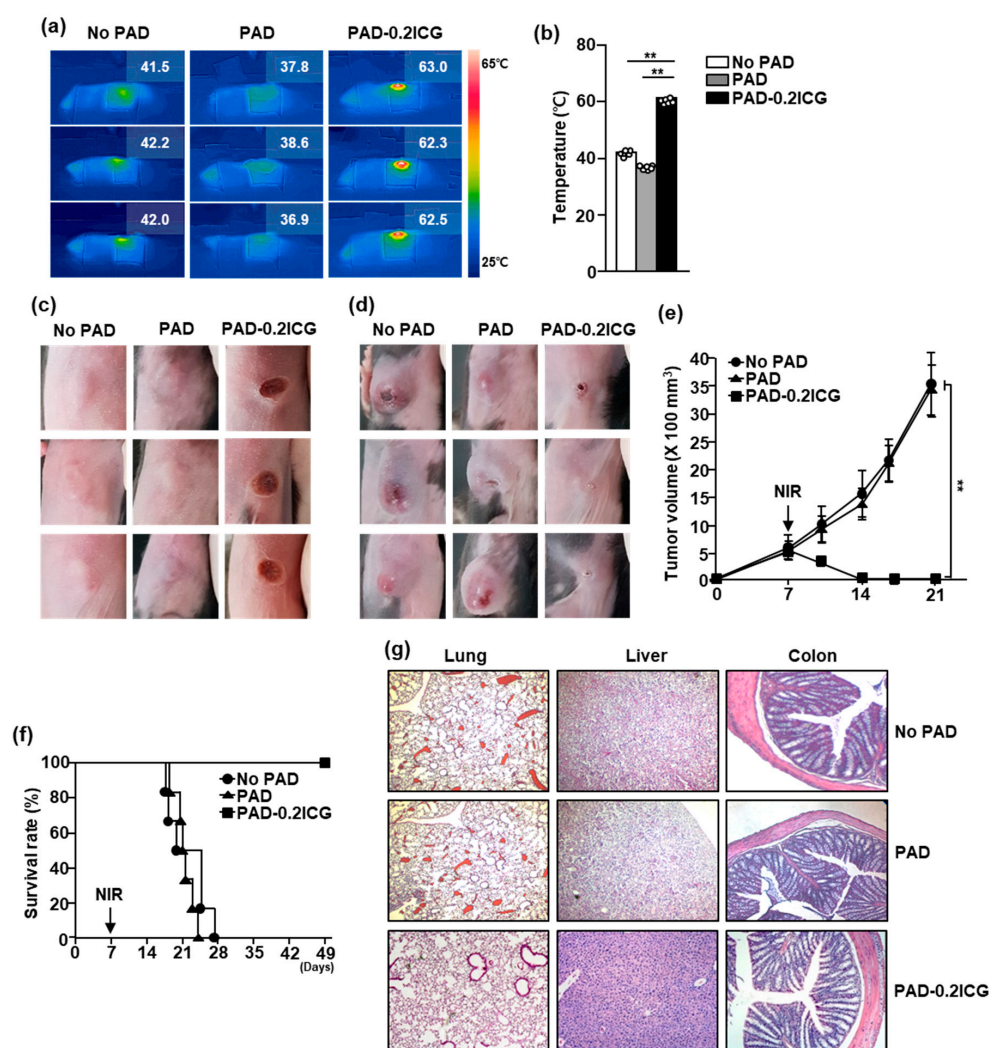 (a)
No PAD PAD PAD-0.2ICG
41.5 37.8 63.0
42.2 38.6 62.3
42.0 36.9 62.5
65℃
25℃
(b)
80
60
40
20
0
Temperature (℃)
** 
**
No PAD
PAD
PAD-0.2ICG
(c)
No PAD PAD PAD-0.2ICG
(d)
No PAD PAD PAD-0.2ICG
(e)
40
35
30
25
20
15
10
5
0
Tumor volume (X 100 mm³)
No PAD
PAD
PAD-0.2ICG
NIR
**
0 7 14 21
(f)
100
80
60
40
20
0
Survival rate (%)
No PAD
PAD
PAD-0.2ICG
NIR
7 14 21 28 35 42 49
(Days)
(g)
Lung Liver Colon
No PAD
PAD
PAD-0.2ICG